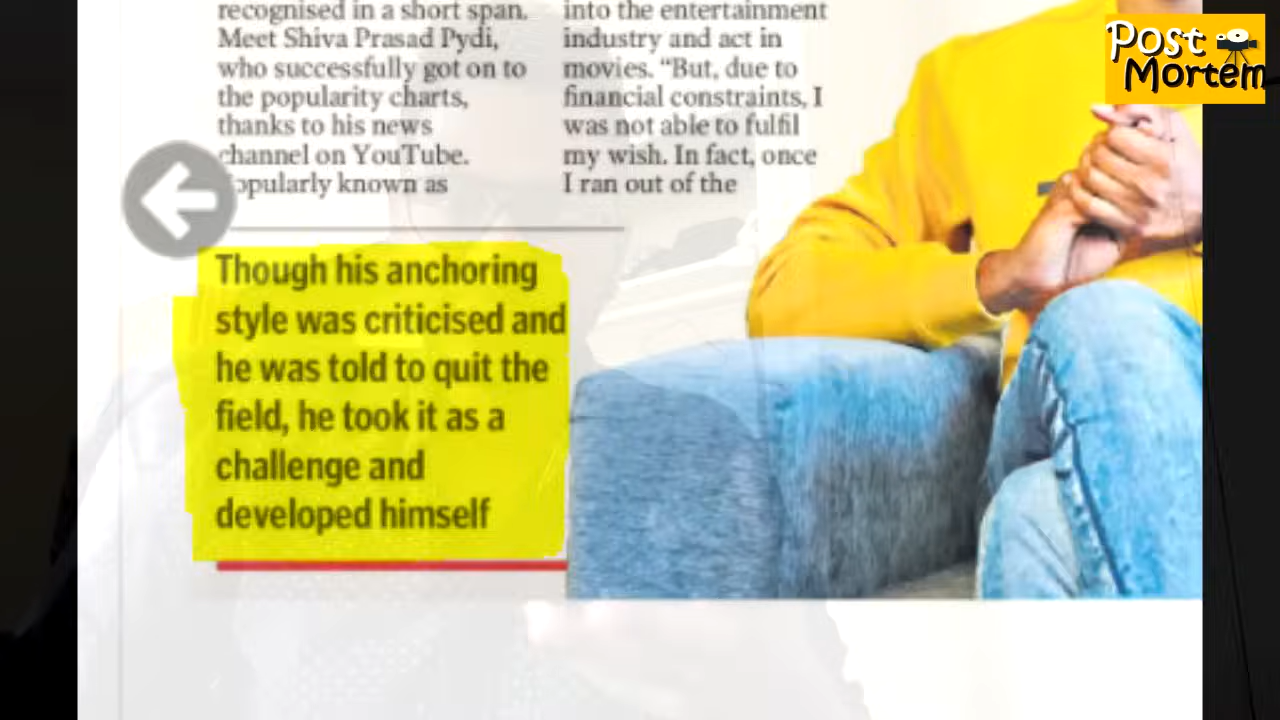 recognised in a short span.
Meet Shiva Prasad Pydi,
who successfully got on to
the popularity charts,
thanks to his news
channel on YouTube.
opularly known as
into the entertainment
industry and act in
movies. “But, due to
financial constraints, I
was not able to fulfil
my wish. In fact, once
I ran out of the
Though his anchoring
style was criticised and
he was told to quit the
field, he took it as a
challenge and
developed himself
Post
Mortem